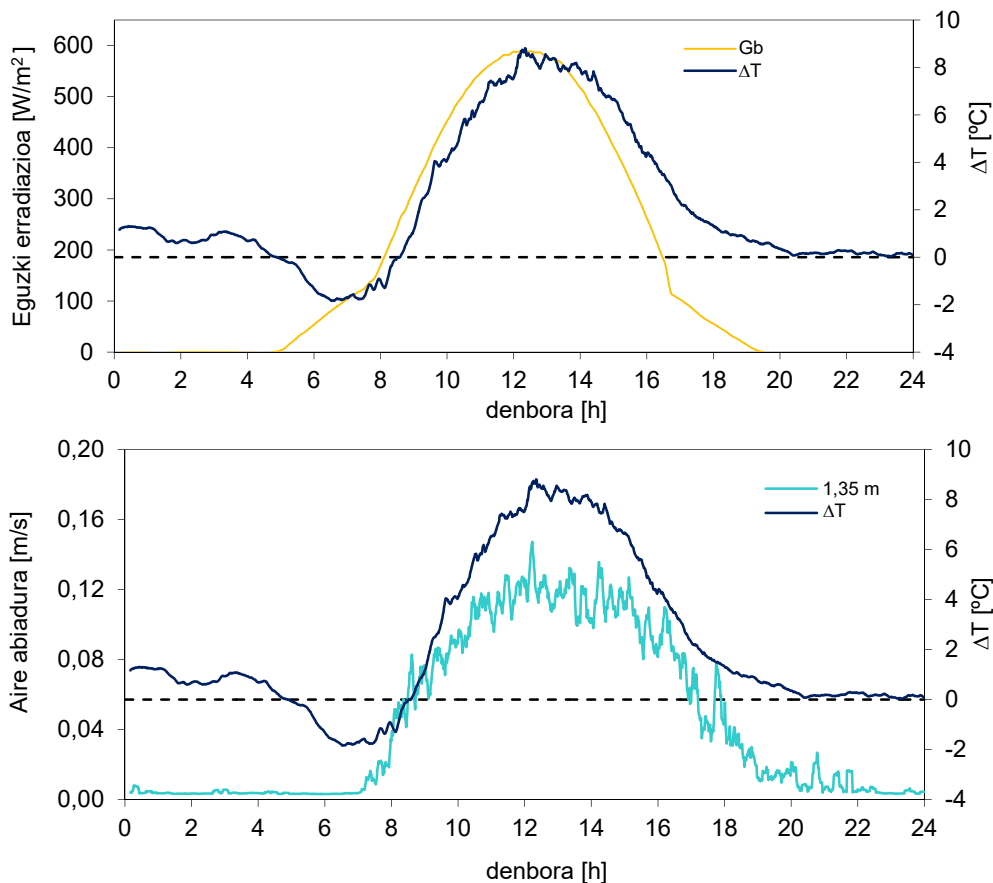 Eguzki erradiazioa [W/m²]
600
500
400
300
200
100
0
Gb
ΔT
10
8
6
4
2
0
-2
-4
ΔT [ºC]
0 2 4 6 8 10 12 14 16 18 20 22 24
denbora [h]
Aire abiadura [m/s]
0,20
0,16
0,12
0,08
0,04
0,00
1,35 m
ΔT
10
8
6
4
2
0
-2
-4
ΔT [ºC]
0 2 4 6 8 10 12 14 16 18 20 22 24
denbora [h]